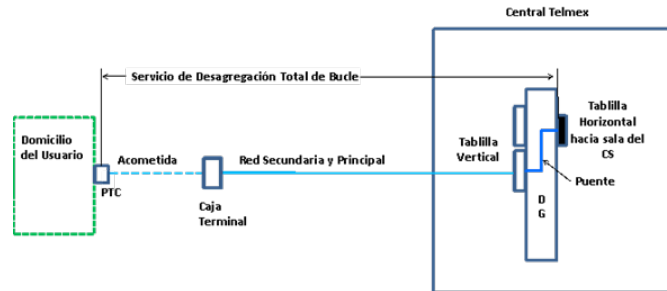 Central Telmex
Servicio de Desagregación Total de Bucle
Domicilio
del Usuario
PTC
Acometida
Caja
Terminal
Red Secundaria y Principal
Tablilla
Vertical
D
G
Tablilla
Horizontal
hacia sala del
CS
Puente